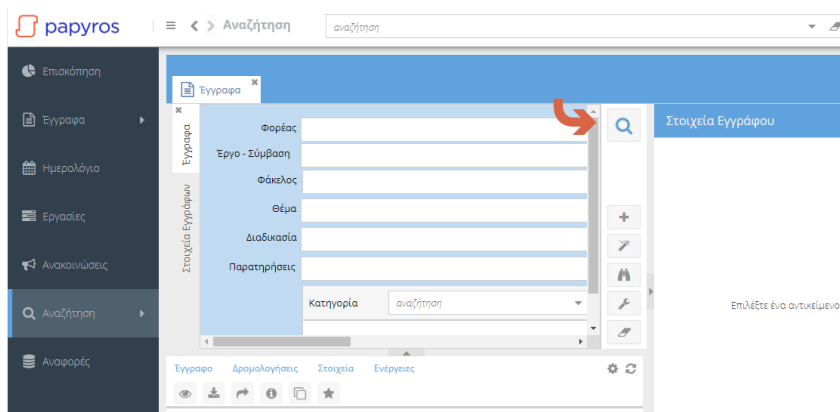 papyros
Αναζήτηση
αναζήτηση
Επισκόπηση
Έγγραφα
Ημερολόγιο
Εργασίες
Ανακοινώσεις
Αναζήτηση
Αναφορές
Έγγραφα
Έγγραφα
Στοιχεία Εγγράφων
Φορέας
Έργο - Σύμβαση
Φάκελος
Θέμα
Διαδικασία
Παρατηρήσεις
Κατηγορία
αναζήτηση
Στοιχεία Εγγράφου
Επιλέξτε ένα αντικείμενο
Έγγραφο Δρομολογήσεις Στοιχεία Ενέργειες